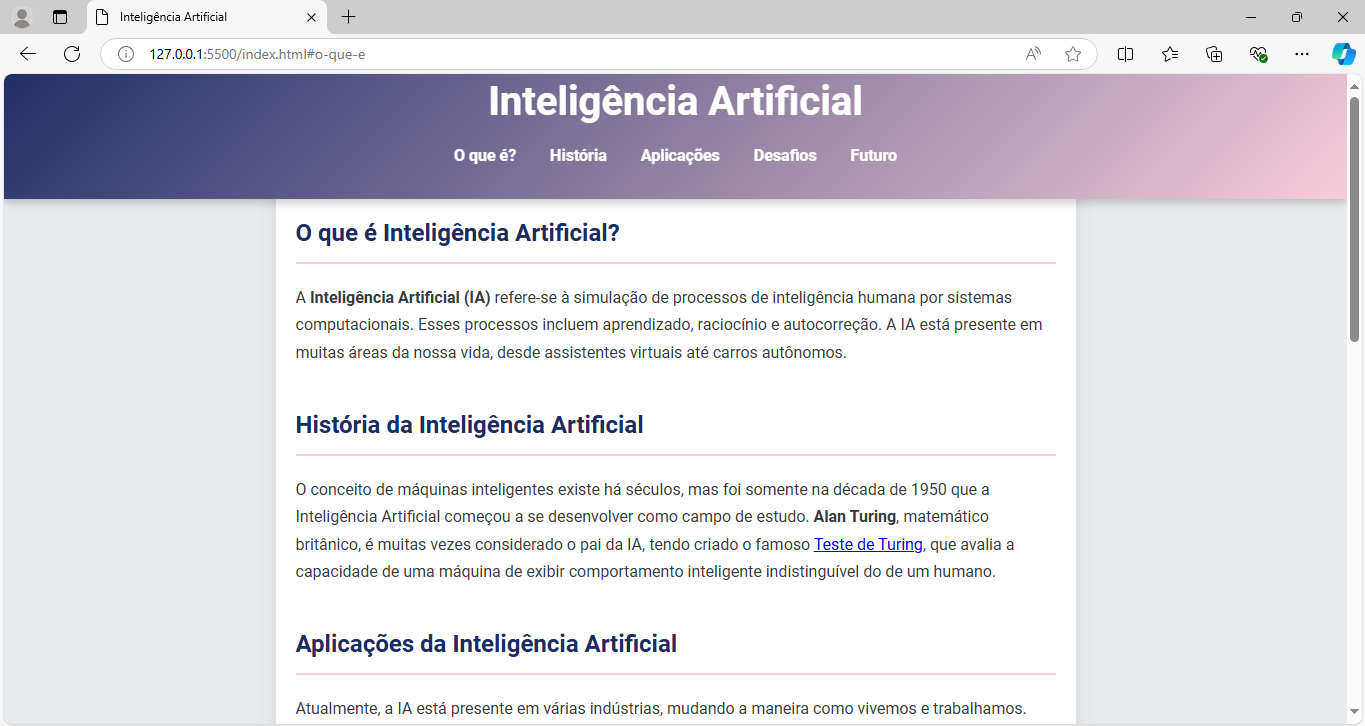 Inteligência Artificial
127.0.0.1:5500/index.html#o-que-e
Inteligência Artificial
O que é? História Aplicações Desafios Futuro
O que é Inteligência Artificial?
A Inteligência Artificial (IA) refere-se à simulação de processos de inteligência humana por sistemas
computacionais. Esses processos incluem aprendizado, raciocínio e autocorreção. A IA está presente em
muitas áreas da nossa vida, desde assistentes virtuais até carros autônomos.
História da Inteligência Artificial
O conceito de máquinas inteligentes existe há séculos, mas foi somente na década de 1950 que a
Inteligência Artificial começou a se desenvolver como campo de estudo. Alan Turing, matemático
britânico, é muitas vezes considerado o pai da IA, tendo criado o famoso Teste de Turing, que avalia a
capacidade de uma máquina de exibir comportamento inteligente indistinguível do de um humano.
Aplicações da Inteligência Artificial
Atualmente, a IA está presente em várias indústrias, mudando a maneira como vivemos e trabalhamos.